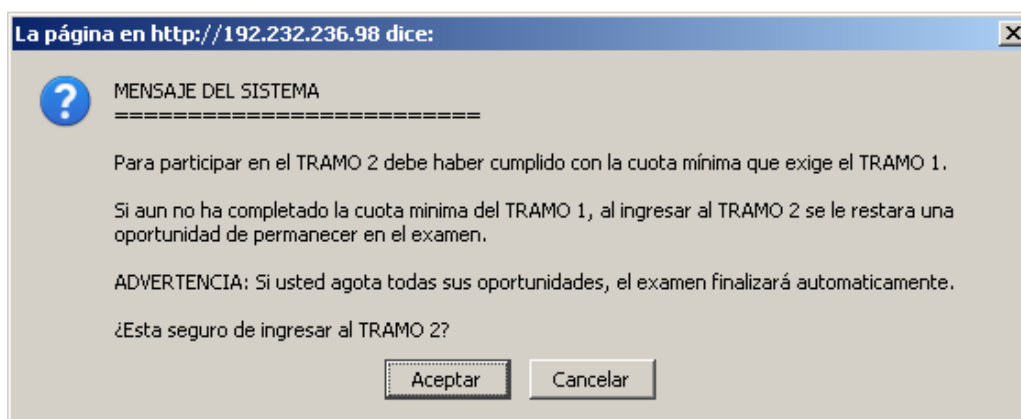 La página en http://192.232.236.98 dice:
MENSAJE DEL SISTEMA
=========================
Para participar en el TRAMO 2 debe haber cumplido con la cuota mínima que exige el TRAMO 1.
Si aun no ha completado la cuota minima del TRAMO 1, al ingresar al TRAMO 2 se le restara una
oportunidad de permanecer en el examen.
ADVERTENCIA: Si usted agota todas sus oportunidades, el examen finalizará automaticamente.
¿Esta seguro de ingresar al TRAMO 2?
Aceptar Cancelar